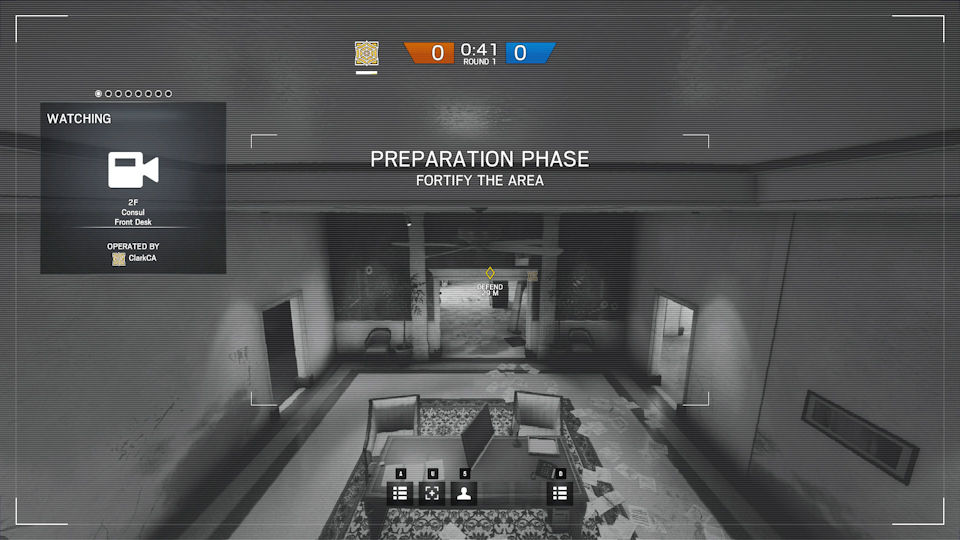 0 0:41 0
ROUND 1
WATCHING
PREPARATION PHASE
FORTIFY THE AREA
2F
Consul
Front Desk
OPERATED BY
ClarkCA
DEFEND
29 M
A U S D